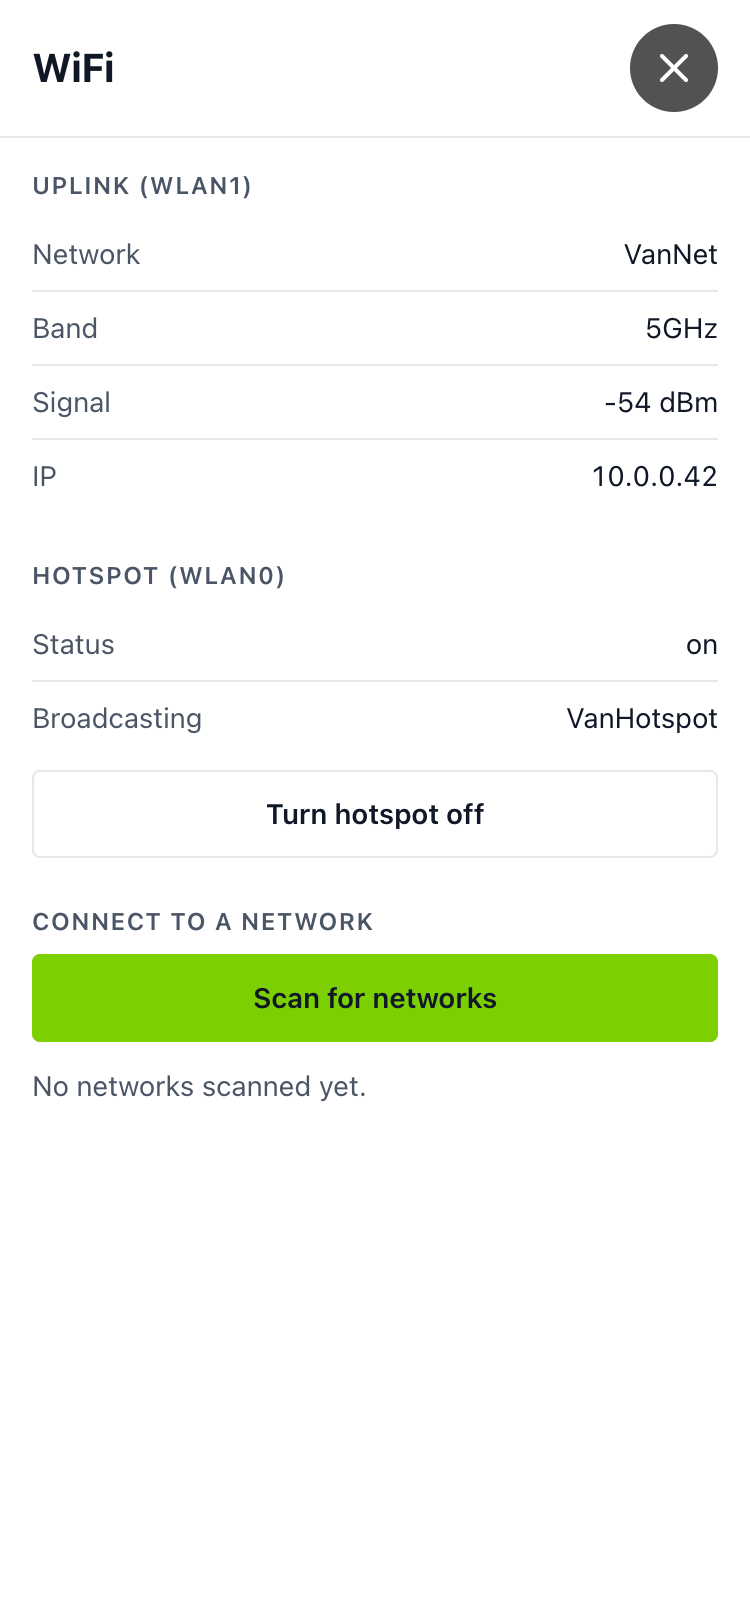 WiFi
UPLINK (WLAN1)
Network VanNet
Band 5GHz
Signal -54 dBm
IP 10.0.0.42
HOTSPOT (WLAN0)
Status on
Broadcasting VanHotspot
Turn hotspot off
CONNECT TO A NETWORK
Scan for networks
No networks scanned yet.